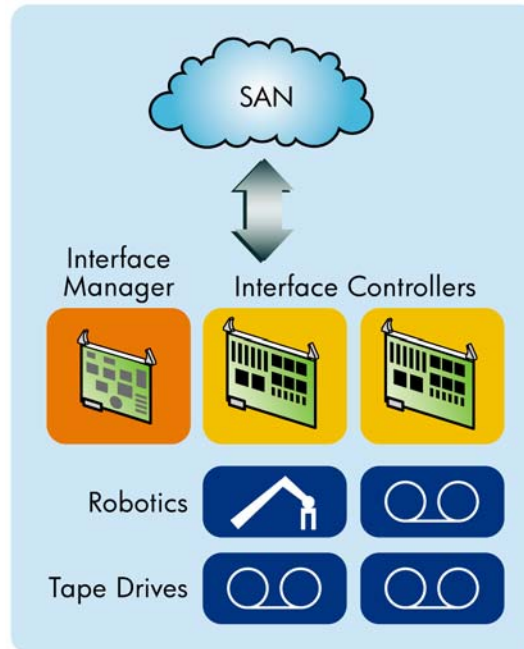 SAN
Interface
Manager
Interface Controllers
Robotics
Tape Drives